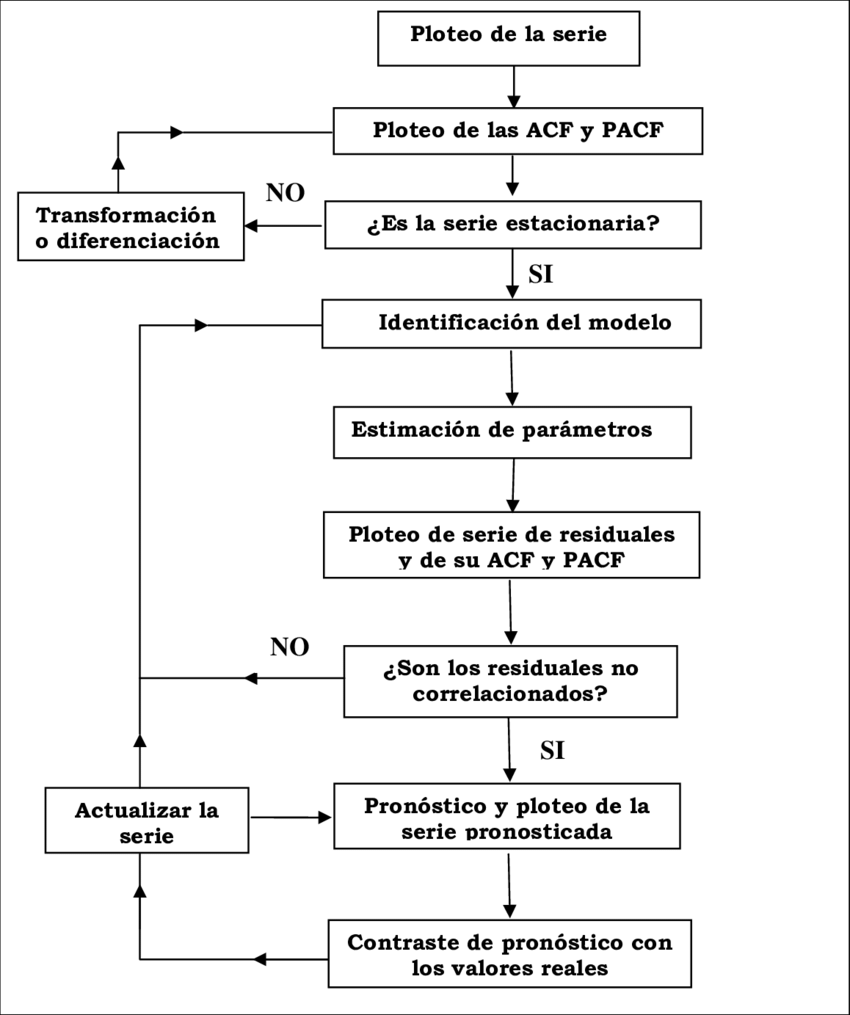 Ploteo de la serie
Ploteo de las ACF y PACF
NO
Transformación
o diferenciación
¿Es la serie estacionaria?
SI
Identificación del modelo
Estimación de parámetros
Ploteo de serie de residuales
y de su ACF y PACF
NO
¿Son los residuales no
correlacionados?
SI
Actualizar la
serie
Pronóstico y ploteo de la
serie pronosticada
Contraste de pronóstico con
los valores reales